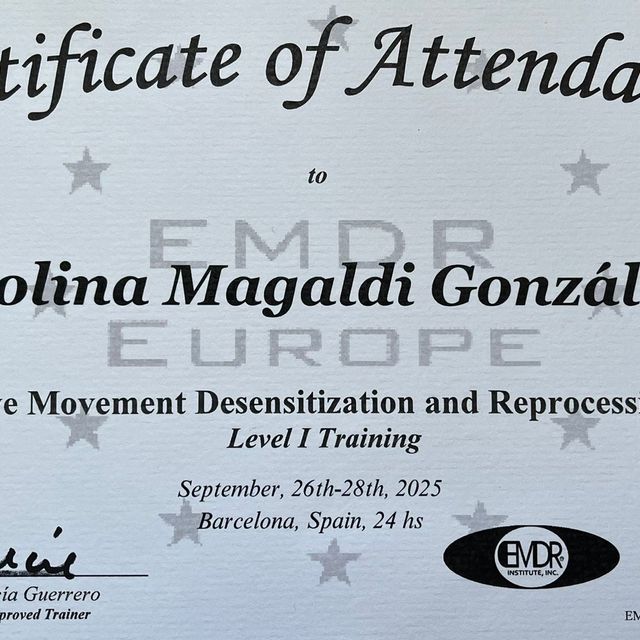 tificate of Attenda
to
EMDR
olina Magaldi Gonzál
EUROPE
e Movement Desensitization and Reprocess
Level I Training
September, 26th-28th, 2025
Barcelona, Spain, 24 hs
cía Guerrero
proved Trainer
EMDR®
INSTITUTE, INC.
EM